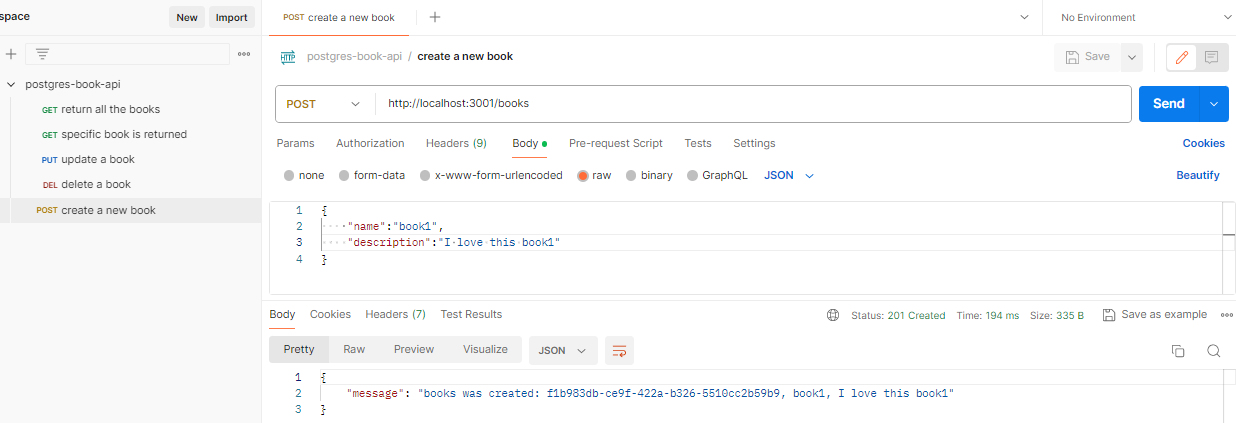 space New Import
POST create a new book
No Environment
postgres-book-api
GET return all the books
GET specific book is returned
PUT update a book
DEL delete a book
POST create a new book
HTTP postgres-book-api / create a new book
Save
POST http://localhost:3001/books
Send
Params Authorization Headers (9) Body Pre-request Script Tests Settings Cookies
none form-data x-www-form-urlencoded raw binary GraphQL JSON Beautify
1 {
2 "name":"book1",
3 "description":"I love this book1"
4 }
Body Cookies Headers (7) Test Results Status: 201 Created Time: 194 ms Size: 335 B Save as example
Pretty Raw Preview Visualize JSON
1 {
2 "message": "books was created: f1b983db-ce9f-422a-b326-5510cc2b59b9, book1, I love this book1"
3 }